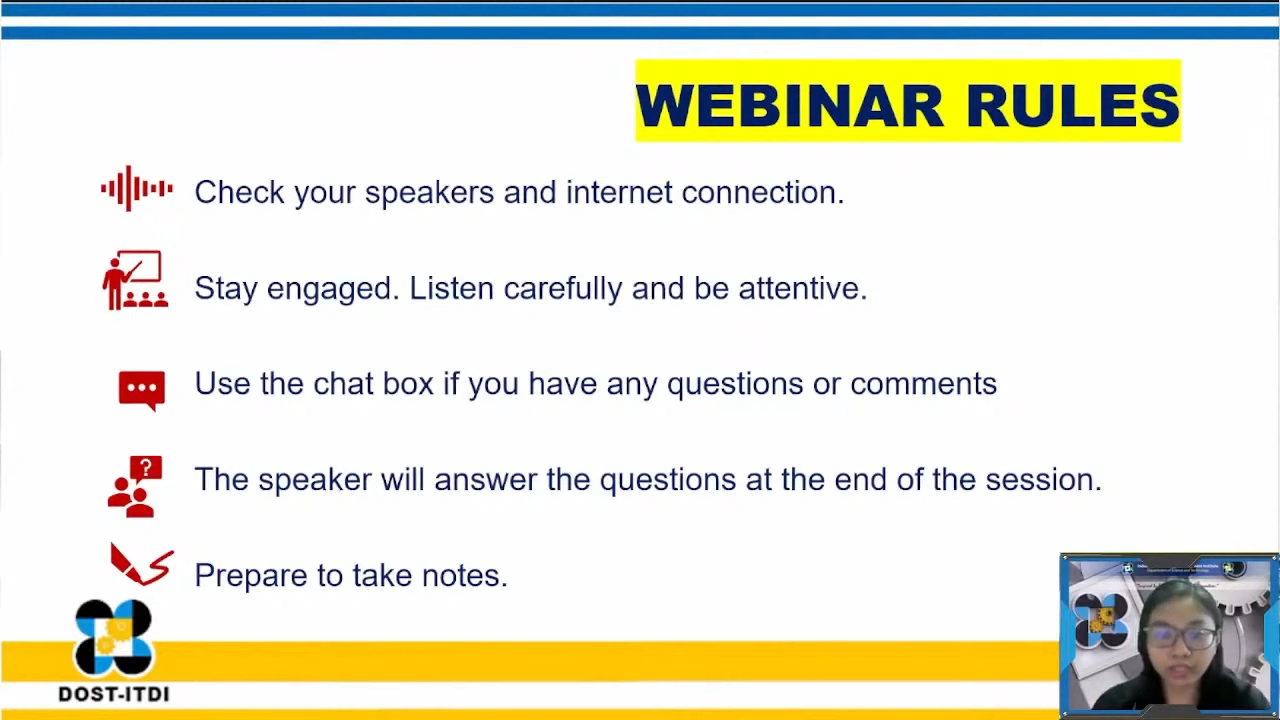 WEBINAR RULES
Check your speakers and internet connection.
Stay engaged. Listen carefully and be attentive.
Use the chat box if you have any questions or comments
?
The speaker will answer the questions at the end of the session.
Prepare to take notes.
DOST-ITDI